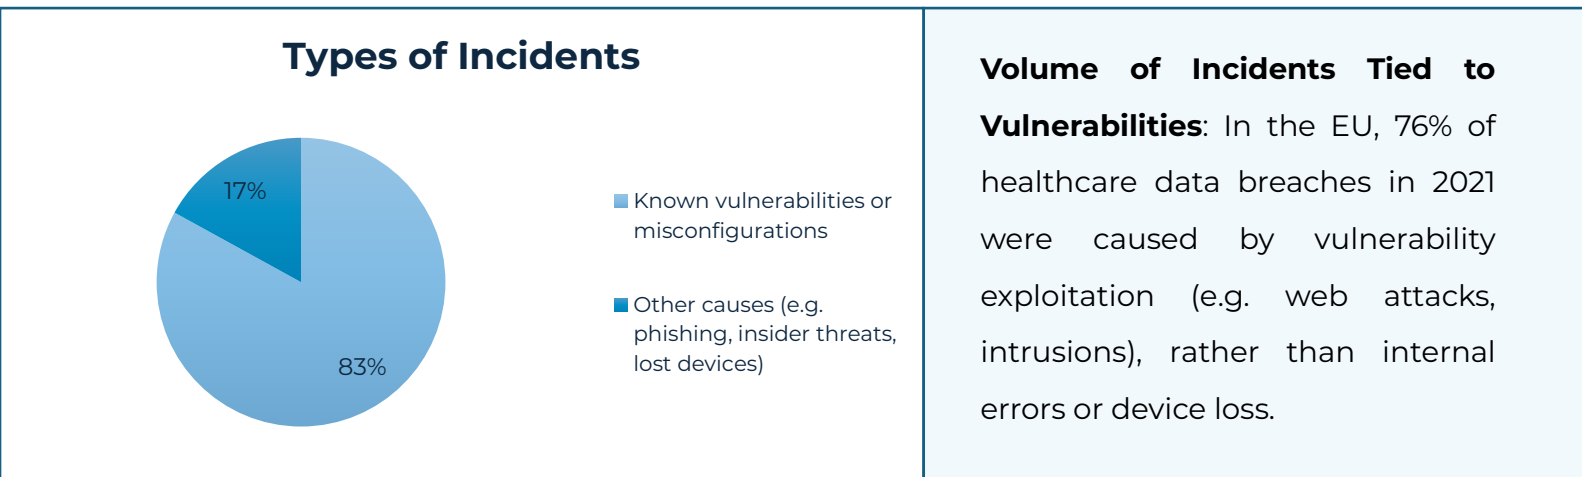 Types of Incidents
17%
83%
Known vulnerabilities or
misconfigurations
Other causes (e.g.
phishing, insider threats,
lost devices)
Volume of Incidents Tied to
Vulnerabilities: In the EU, 76% of
healthcare data breaches in 2021
were caused by vulnerability
exploitation (e.g. web attacks,
intrusions), rather than internal
errors or device loss.